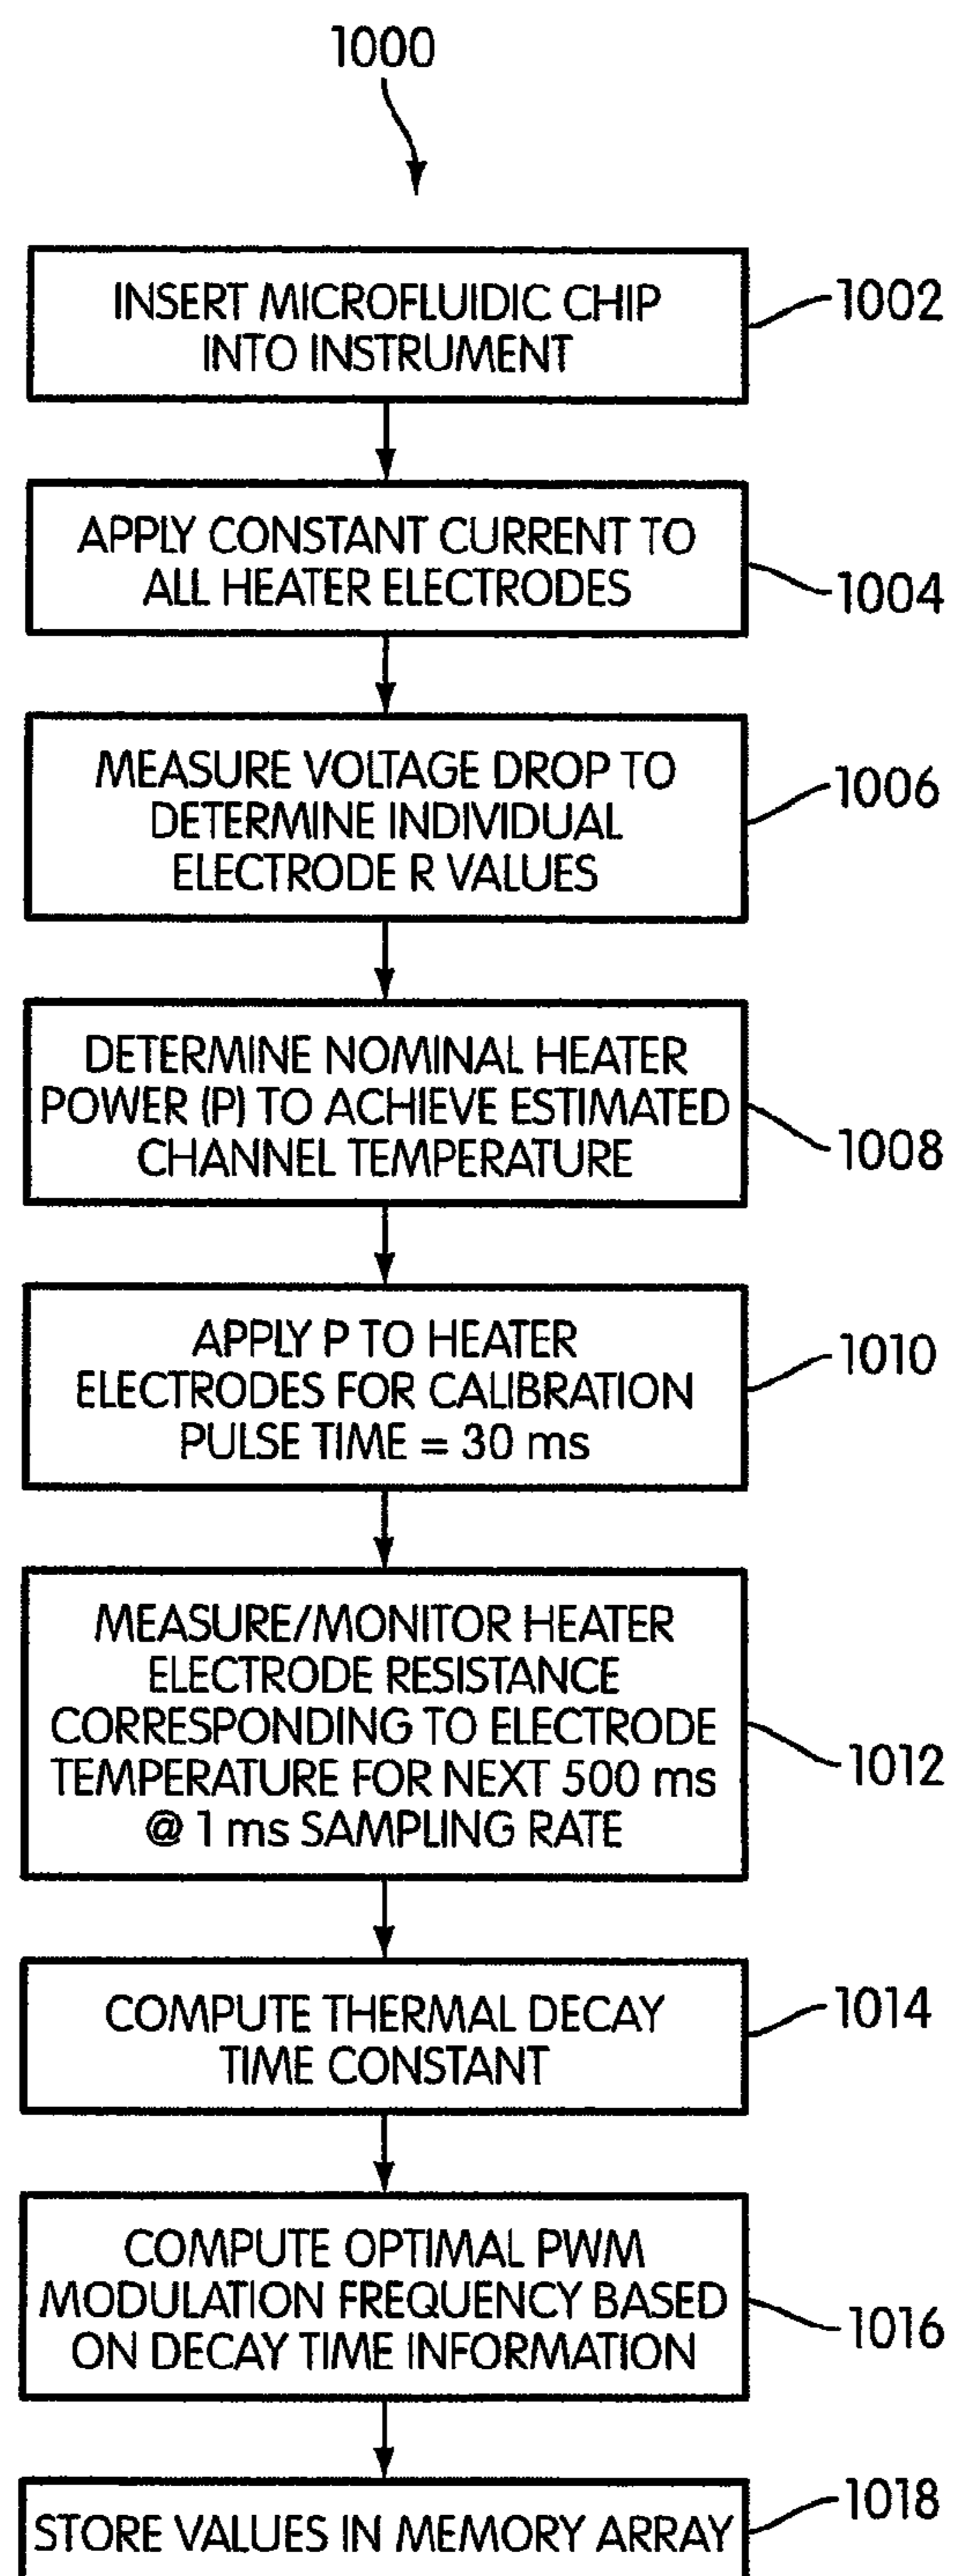 1000
INSERT MICROFLUIDIC CHIP
INTO INSTRUMENT
1002
APPLY CONSTANT CURRENT TO
ALL HEATER ELECTRODES
1004
MEASURE VOLTAGE DROP TO
DETERMINE INDIVIDUAL
ELECTRODE R VALUES
1006
DETERMINE NOMINAL HEATER
POWER (P) TO ACHIEVE ESTIMATED
CHANNEL TEMPERATURE
1008
APPLY P TO HEATER
ELECTRODES FOR CALIBRATION
PULSE TIME = 30 ms
1010
MEASURE/MONITOR HEATER
ELECTRODE RESISTANCE
CORRESPONDING TO ELECTRODE
TEMPERATURE FOR NEXT 500 ms
@ 1 ms SAMPLING RATE
1012
COMPUTE THERMAL DECAY
TIME CONSTANT
1014
COMPUTE OPTIMAL PWM
MODULATION FREQUENCY BASED
ON DECAY TIME INFORMATION
1016
STORE VALUES IN MEMORY ARRAY
1018